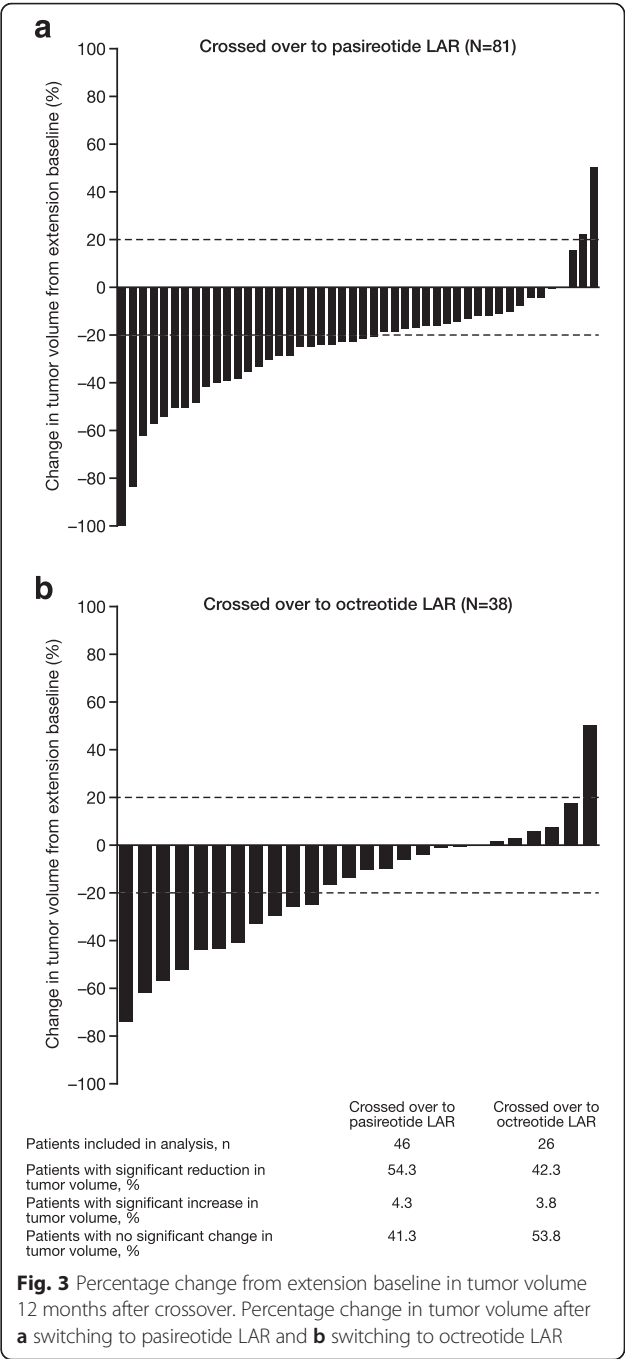 a
Crossed over to pasireotide LAR (N=81)
Change in tumor volume from extension baseline (%)
100
80
60
40
20
0
–20
–40
–60
–80
–100
b
Crossed over to octreotide LAR (N=38)
Change in tumor volume from extension baseline (%)
100
80
60
40
20
0
–20
–40
–60
–80
–100
Crossed over to pasireotide LAR
Crossed over to octreotide LAR
Patients included in analysis, n 46 26
Patients with significant reduction in 54.3 42.3
tumor volume, %
Patients with significant increase in 4.3 3.8
tumor volume, %
Patients with no significant change in 41.3 53.8
tumor volume, %
Fig. 3 Percentage change from extension baseline in tumor volume
12 months after crossover. Percentage change in tumor volume after
a switching to pasireotide LAR and b switching to octreotide LAR